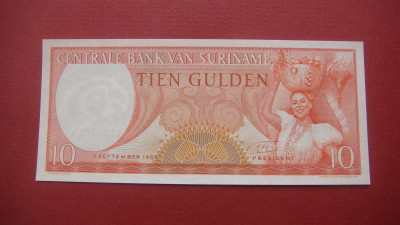 CENTRALE BANK VAN SURINAME
TIEN GULDEN
1 SEPTEMBER 1963
PRESIDENT
10
10